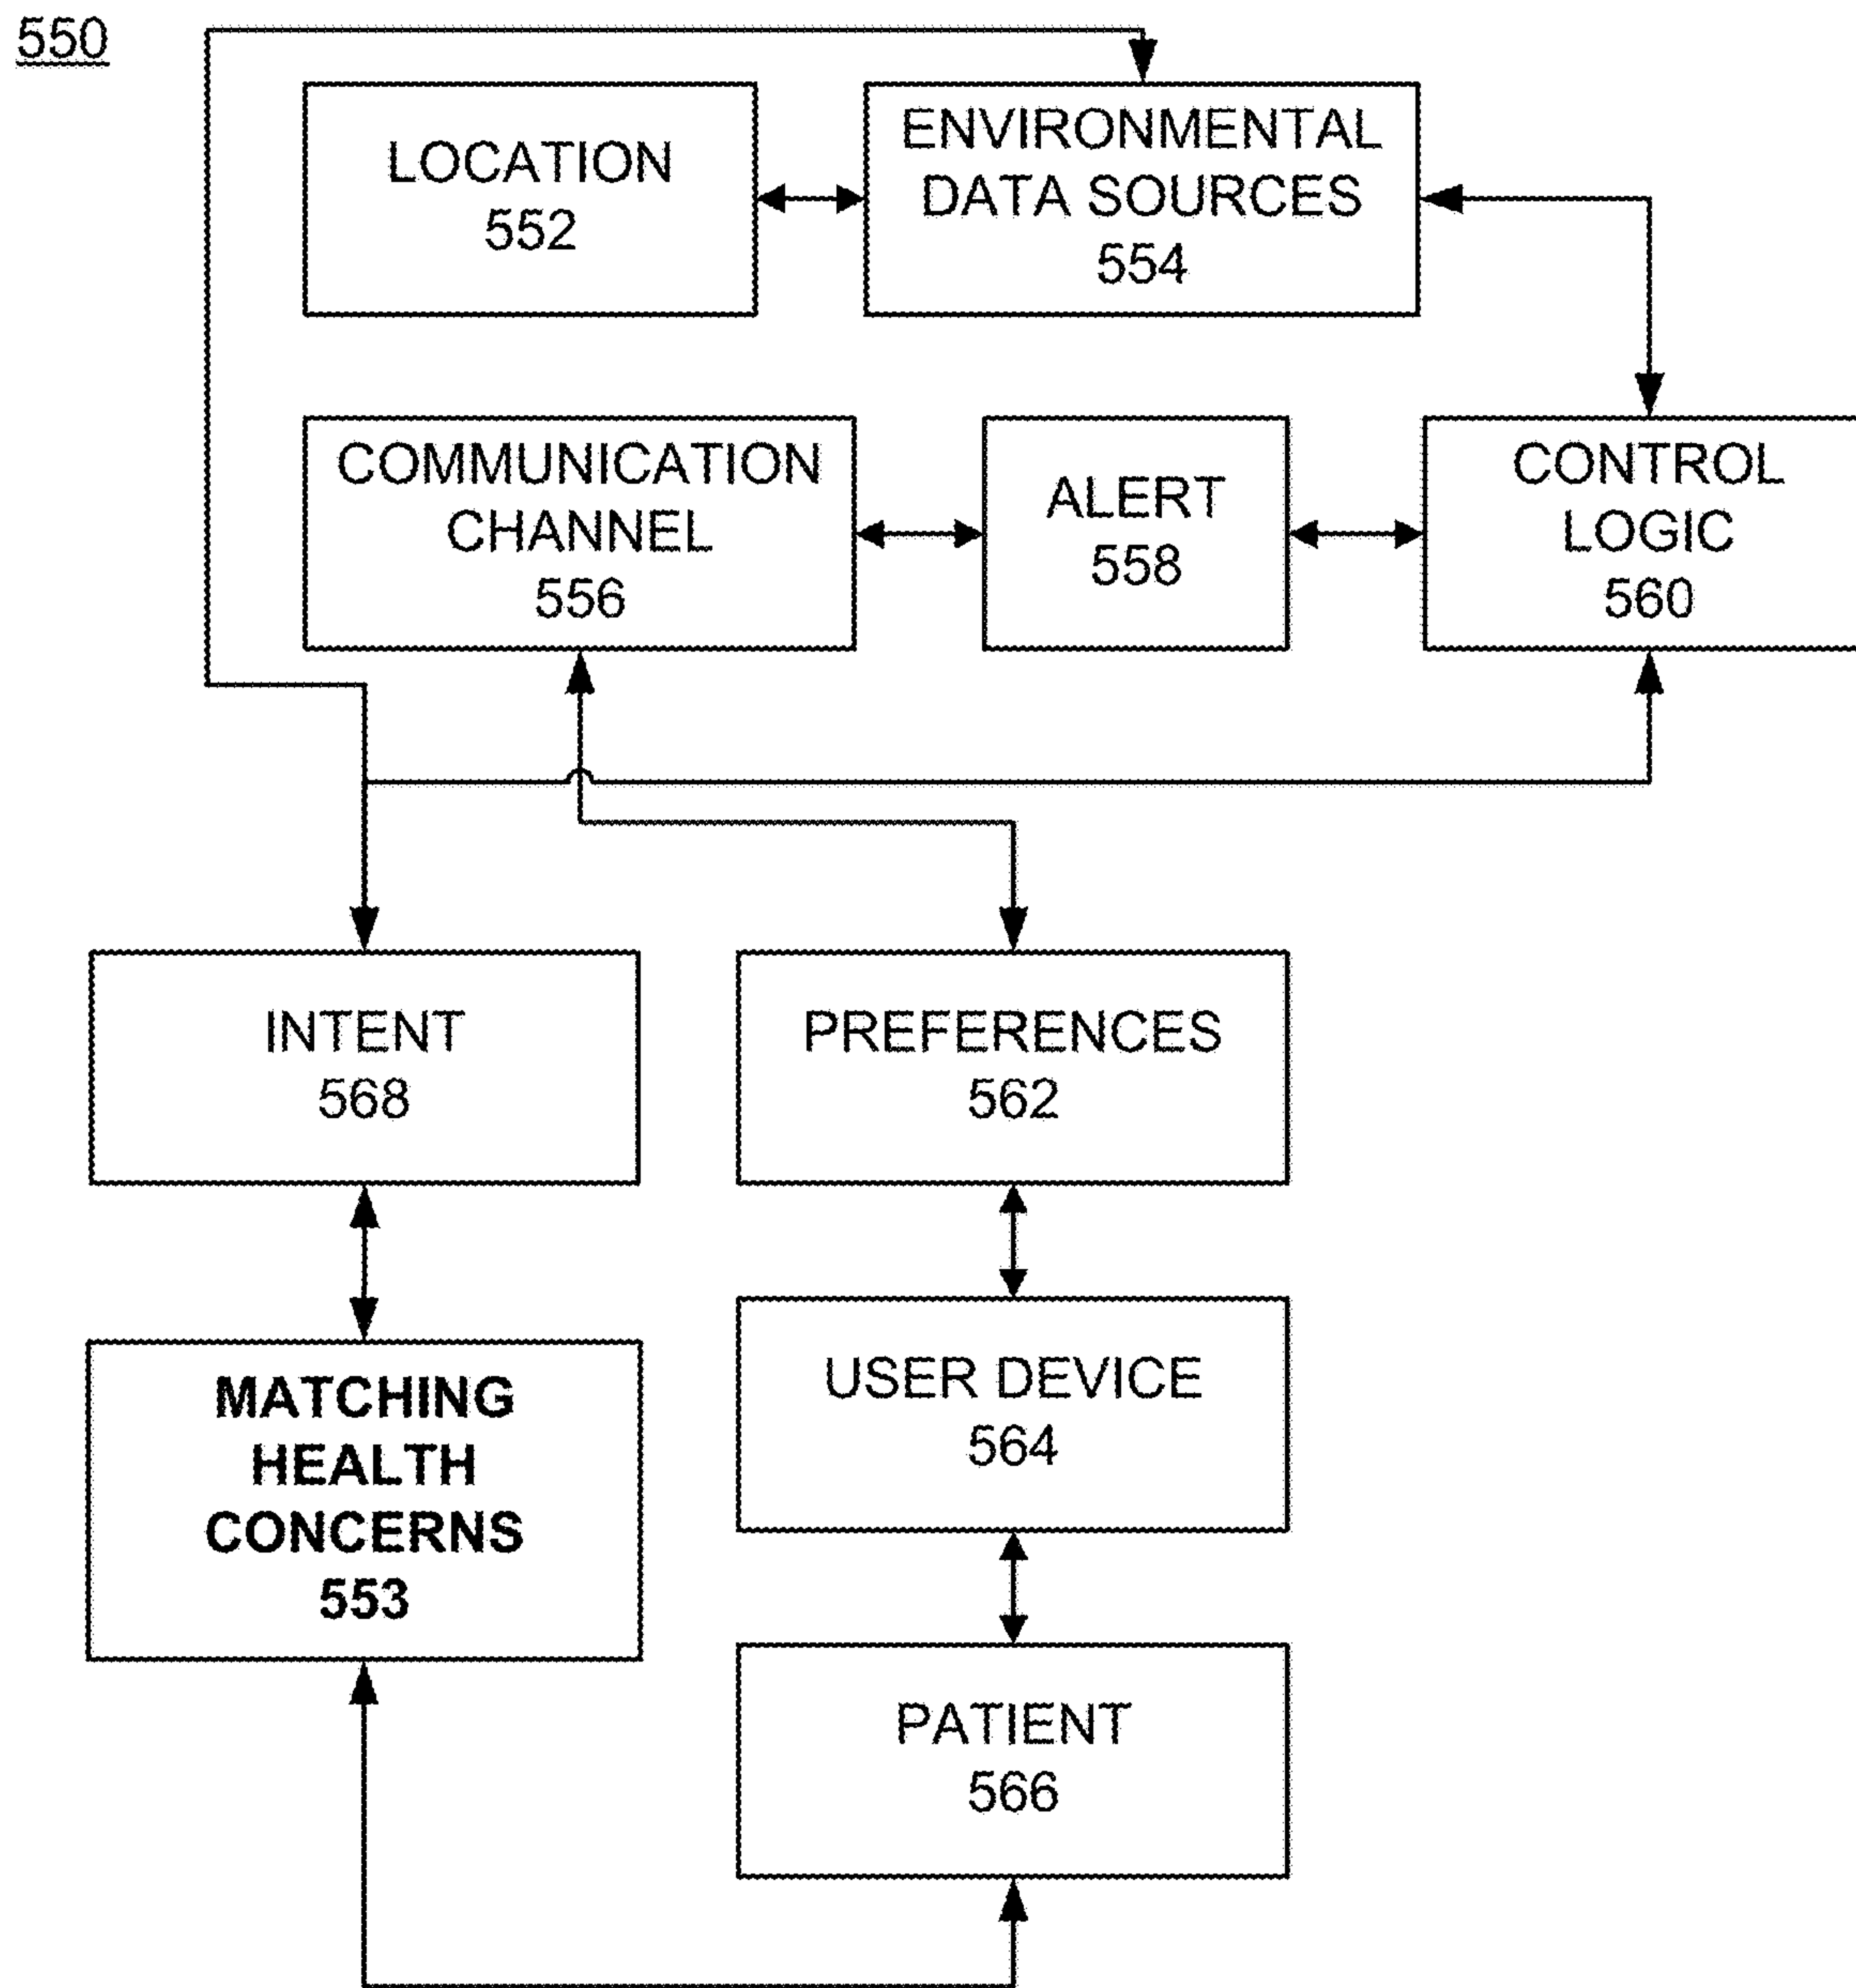 550
LOCATION
552
ENVIRONMENTAL
DATA SOURCES
554
COMMUNICATION
CHANNEL
556
ALERT
558
CONTROL
LOGIC
560
INTENT
568
PREFERENCES
562
MATCHING
HEALTH
CONCERNS
553
USER DEVICE
564
PATIENT
566